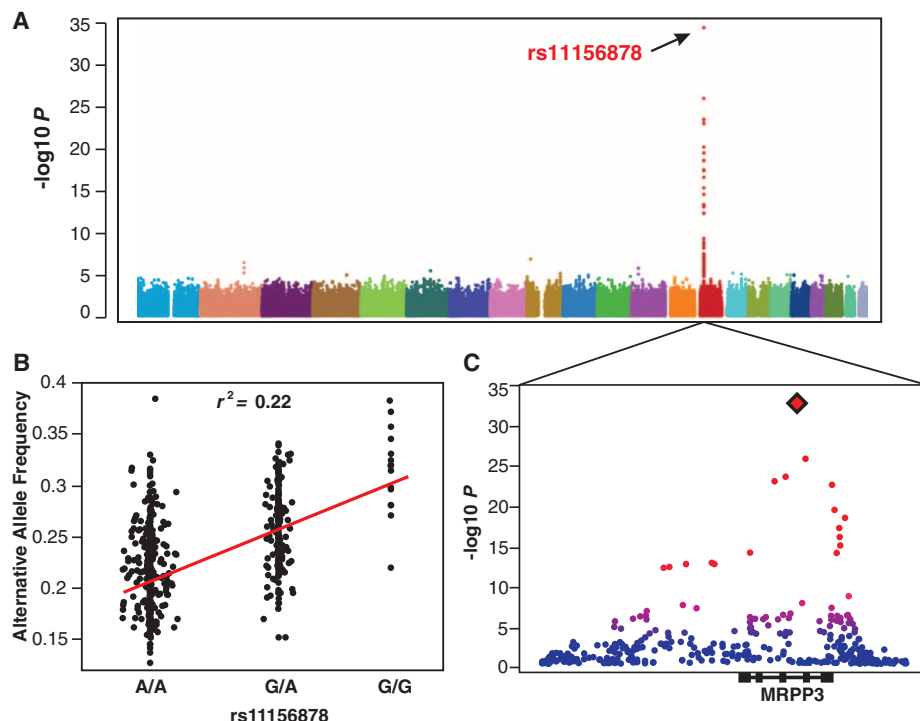 A
35
30
25
20
15
10
5
0
-log10 P
rs11156878
B
0.4
0.35
0.3
0.25
0.2
0.15
Alternative Allele Frequency
r² = 0.22
A/A G/A G/G
rs11156878
C
35
30
25
20
15
10
5
0
-log10 P
MRPP3